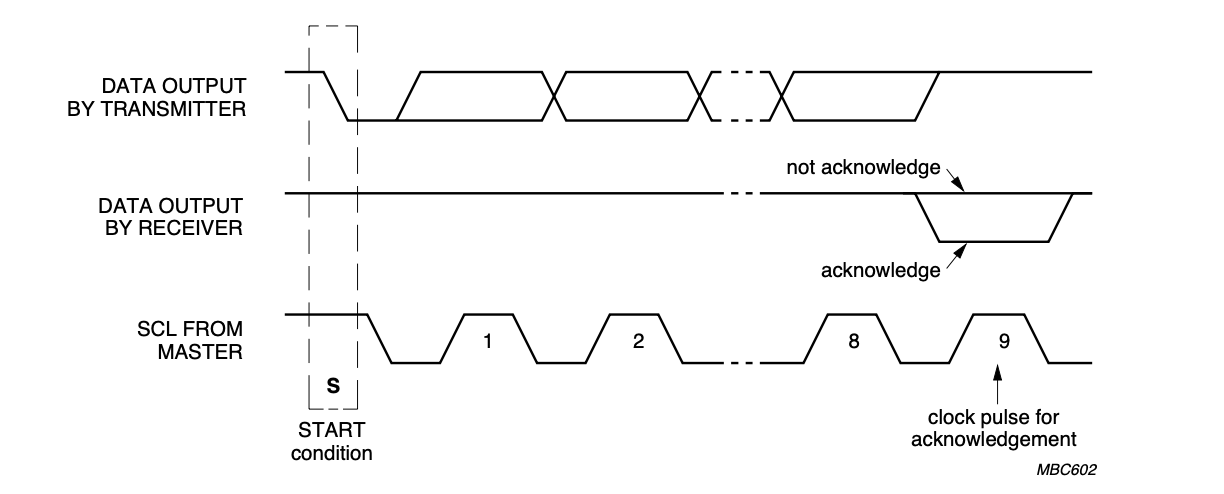 DATA OUTPUT
BY TRANSMITTER
not acknowledge
DATA OUTPUT
BY RECEIVER
acknowledge
SCL FROM
MASTER
1
2
8
9
S
START
condition
clock pulse for
acknowledgement
MBC602